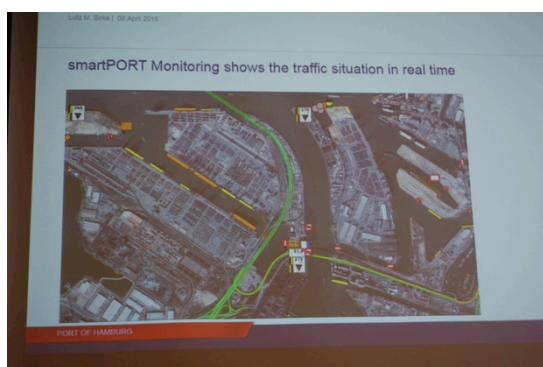 Lutz M. Birke | 08 April 2016
smartPORT Monitoring shows the traffic situation in real time
PORT OF HAMBURG